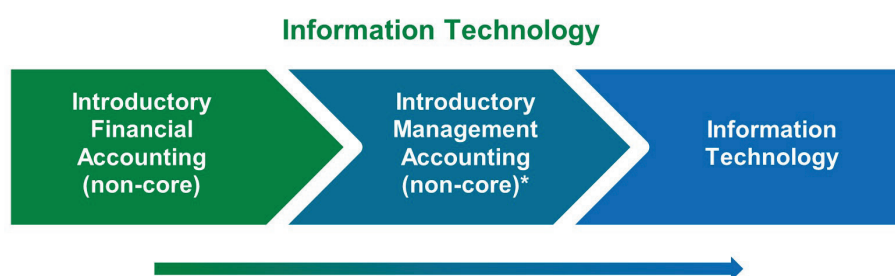 Information Technology
Introductory
Financial
Accounting
(non-core)
Introductory
Management
Accounting
(non-core)*
Information
Technology